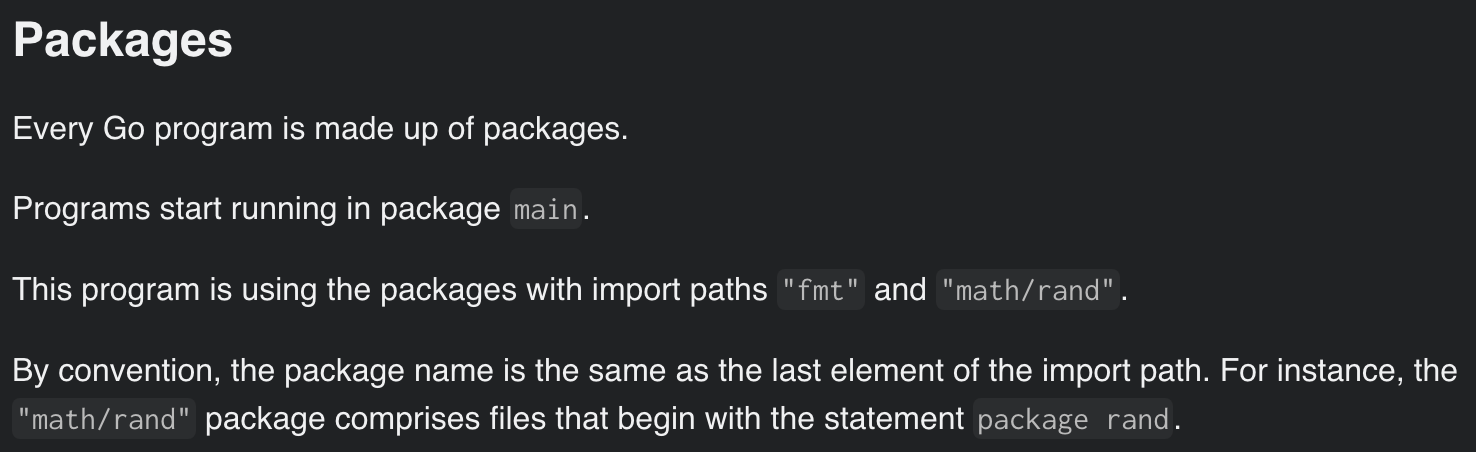 Packages
Every Go program is made up of packages.
Programs start running in package main.
This program is using the packages with import paths "fmt" and "math/rand".
By convention, the package name is the same as the last element of the import path. For instance, the
"math/rand" package comprises files that begin with the statement package rand.